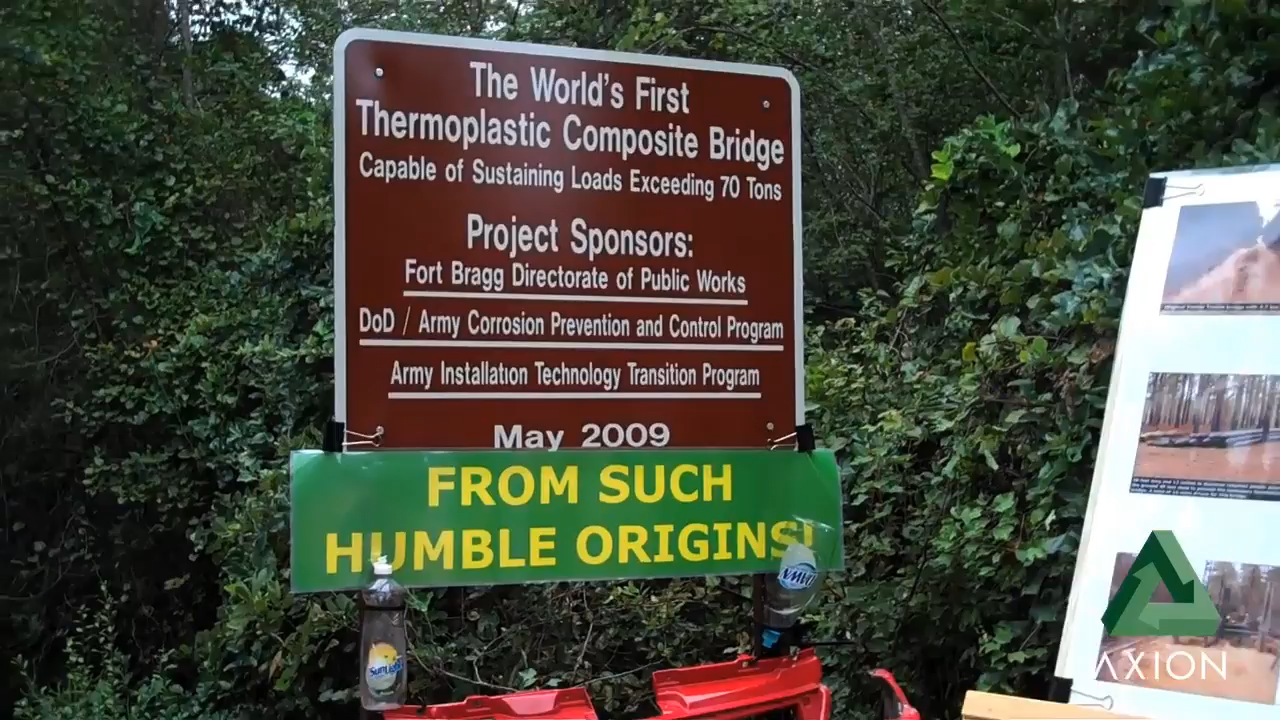 The World's First
Thermoplastic Composite Bridge
Capable of Sustaining Loads Exceeding 70 Tons
Project Sponsors:
Fort Bragg Directorate of Public Works
DoD / Army Corrosion Prevention and Control Program
Army Installation Technology Transition Program
May 2009
FROM SUCH
HUMBLE ORIGINS!
SunLight
AXION